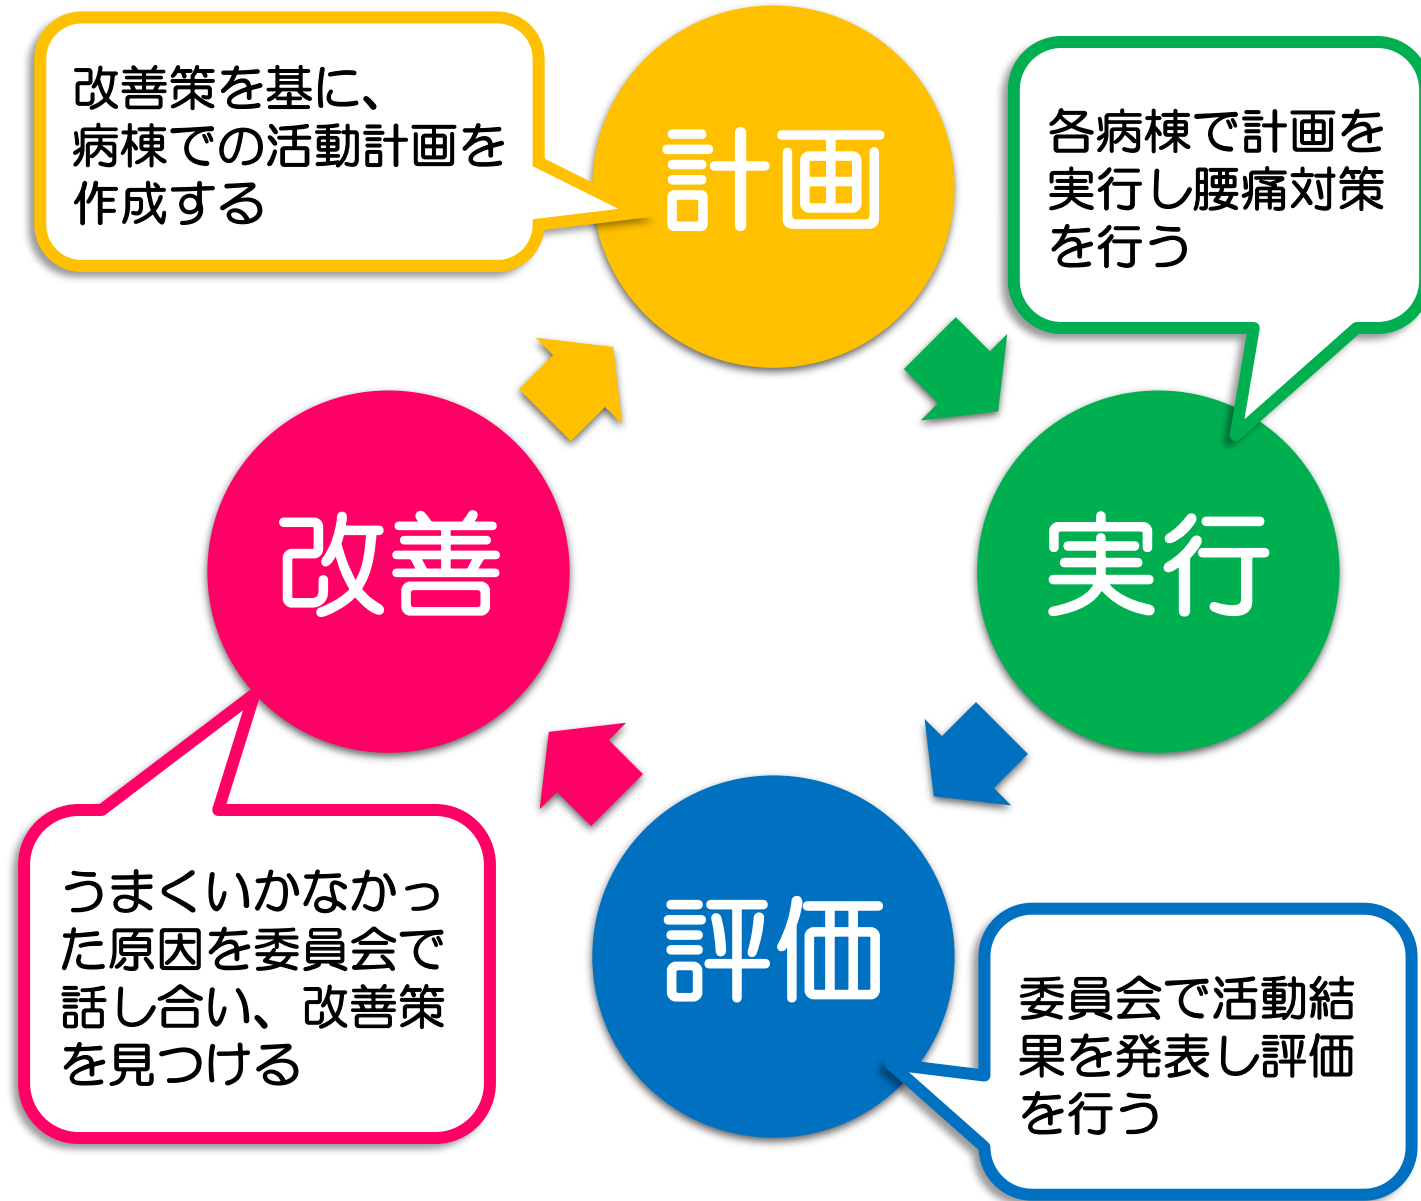 改善策を基に、
病棟での活動計画を
作成する
計画
各病棟で計画を
実行し腰痛対策
を行う
改善
実行
うまくいかなかっ
た原因を委員会で
話し合い、改善策
を見つける
評価
委員会で活動結
果を発表し評価
を行う